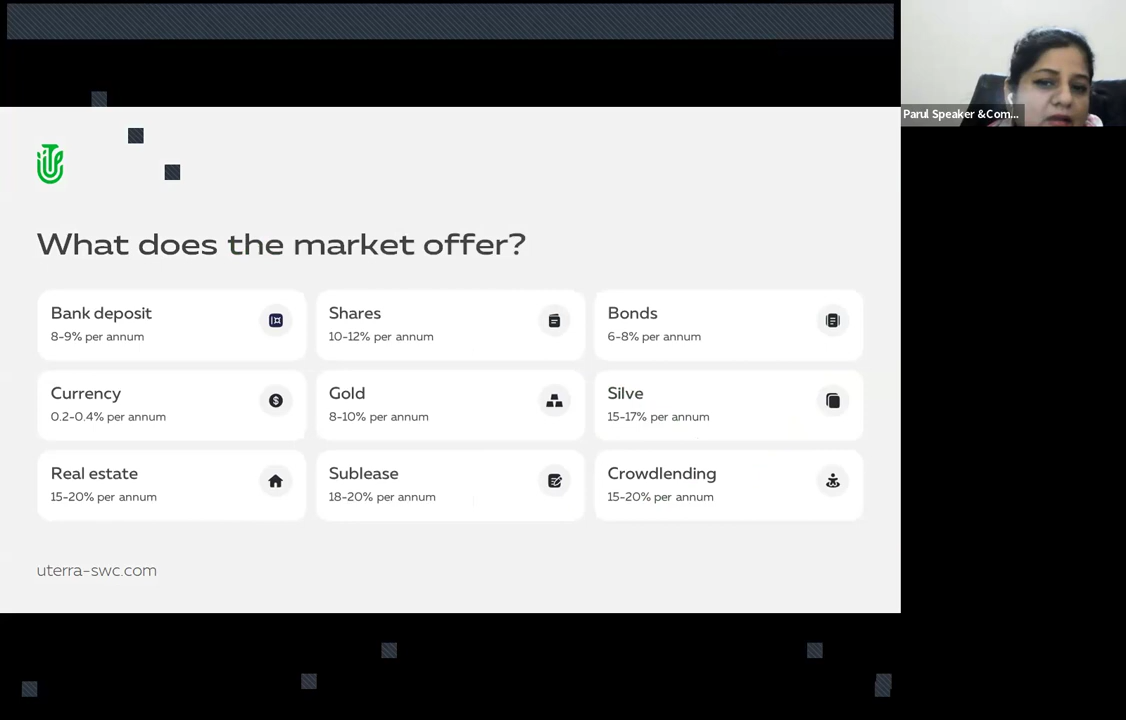 Parul Speaker &Com...
What does the market offer?
Bank deposit
8-9% per annum
Shares
10-12% per annum
Bonds
6-8% per annum
Currency
0.2-0.4% per annum
Gold
8-10% per annum
Silve
15-17% per annum
Real estate
15-20% per annum
Sublease
18-20% per annum
Crowdlending
15-20% per annum
uterra-swc.com